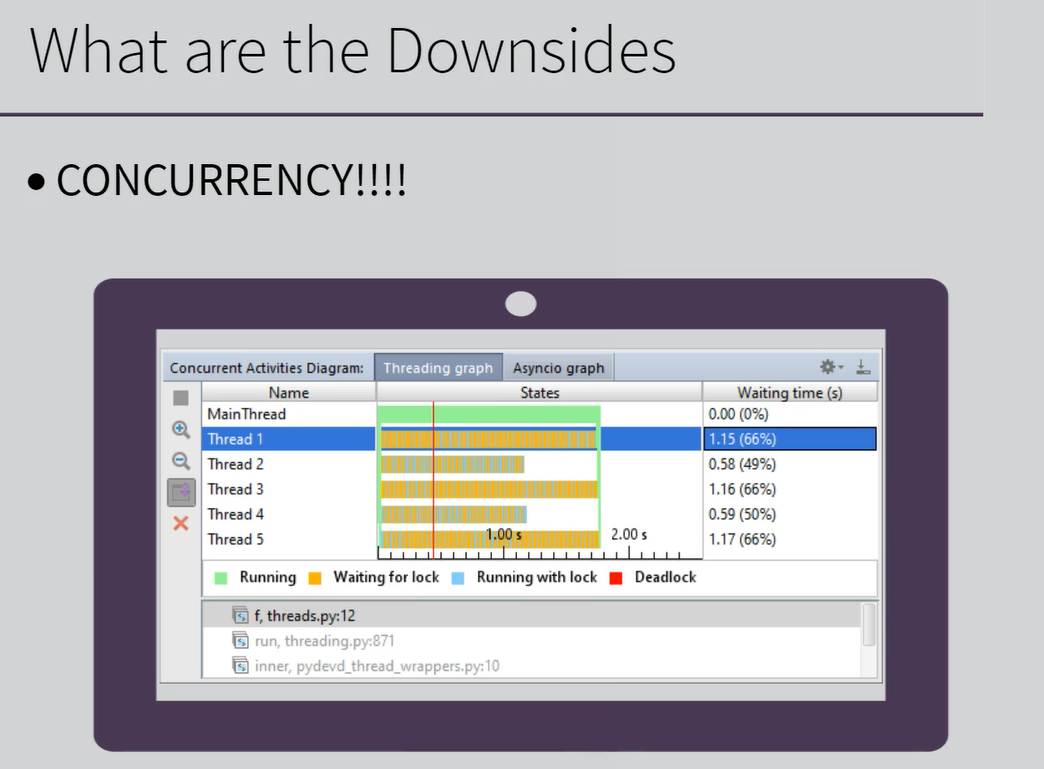 What are the Downsides
• CONCURRENCY!!!!
Concurrent Activities Diagram: Threading graph Asyncio graph
Name States Waiting time (s)
MainThread 0.00 (0%)
Thread 1 1.15 (66%)
Thread 2 0.58 (49%)
Thread 3 1.16 (66%)
Thread 4 0.59 (50%)
Thread 5 1.17 (66%)
1.00 s 2.00 s
Running Waiting for lock Running with lock Deadlock
f, threads.py:12
run, threading.py:871
inner, pydevd_thread_wrappers.py:10